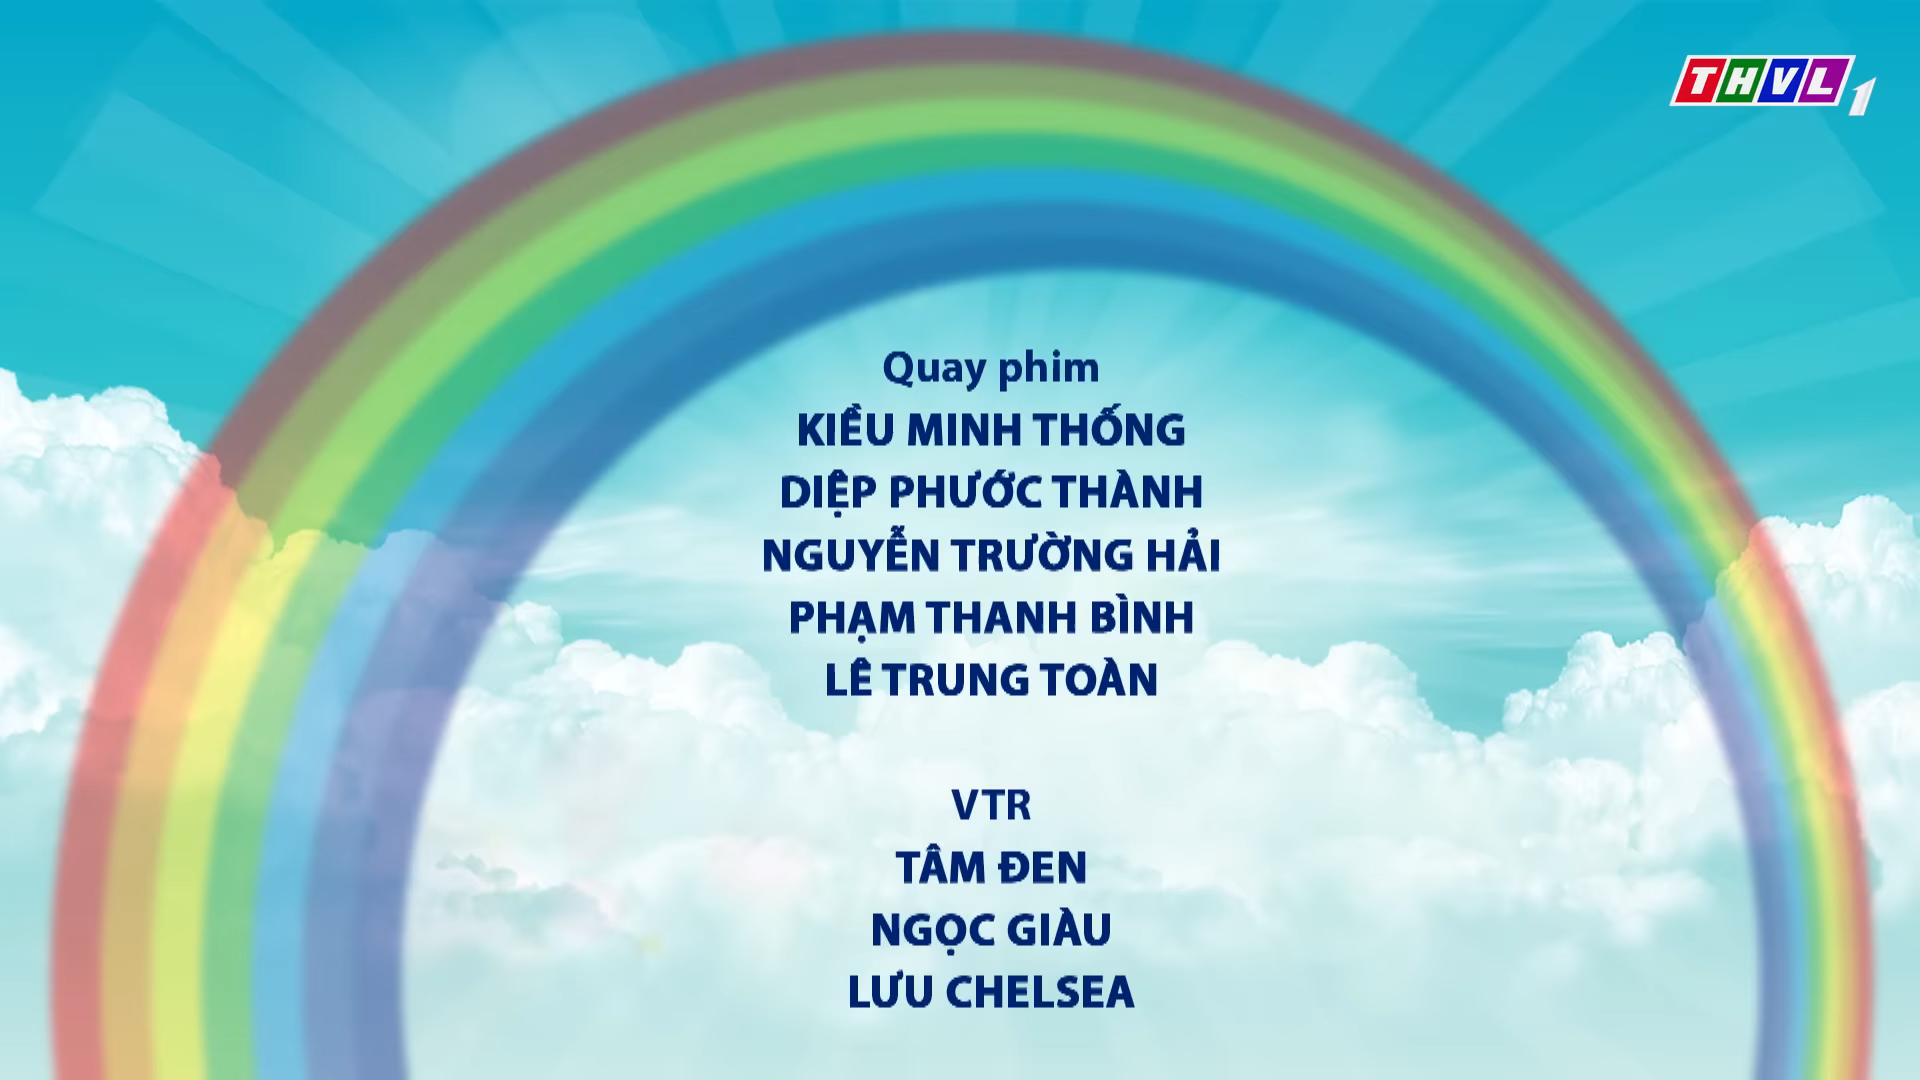 THVL1
Quay phim
KIỀU MINH THỐNG
DIỆP PHƯỚC THÀNH
NGUYỄN TRƯỜNG HẢI
PHẠM THANH BÌNH
LÊ TRUNG TOÀN
VTR
TÂM ĐEN
NGỌC GIÀU
LƯU CHELSEA